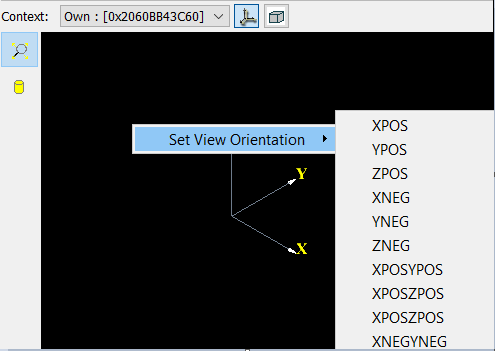 Context: Own : [0x2060BB43C60]
Set View Orientation
XPOS
YPOS
ZPOS
XNEG
YNEG
ZNEG
XPOSYPOS
XPOSZPOS
XPOSZPOS
XNEGYNEG
Y
X